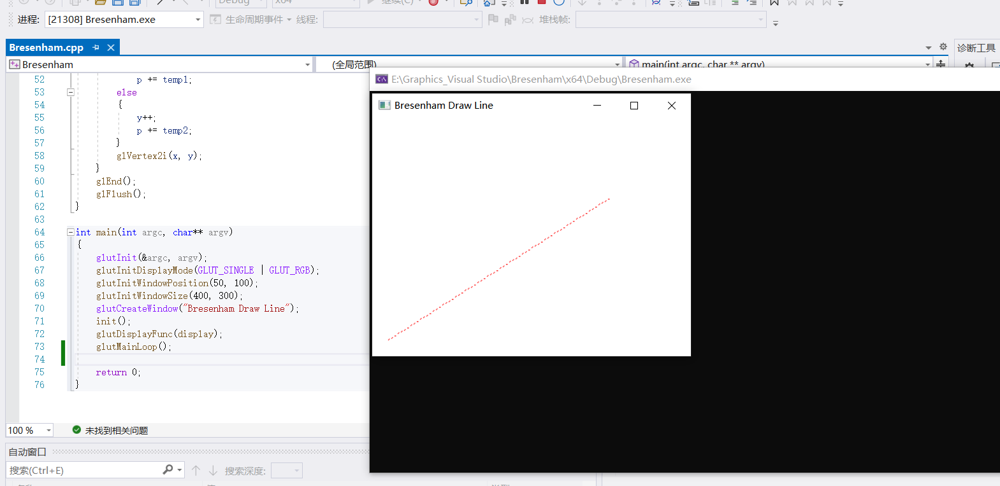 Debug
x64
继续(C)
进程:
[21308] Bresenham.exe
生命周期事件
线程:
堆栈帧:
Bresenham.cpp
诊断工具
Bresenham
(全局范围)
main(int argc, char ** argv)
52 p += temp1;
53 else
54 {
55 y++;
56 p += temp2;
57 }
58 glVertex2i(x, y);
59 }
60 glEnd();
61 glFlush();
62 }
63
64 int main(int argc, char** argv)
65 {
66 glutInit(&argc, argv);
67 glutInitDisplayMode(GLUT_SINGLE | GLUT_RGB);
68 glutInitWindowPosition(50, 100);
69 glutInitWindowSize(400, 300);
70 glutCreateWindow("Bresenham Draw Line");
71 init();
72 glutDisplayFunc(display);
73 glutMainLoop();
74
75 return 0;
76 }
E:\Graphics_Visual Studio\Bresenham\x64\Debug\Bresenham.exe
Bresenham Draw Line
100 %
未找到相关问题
自动窗口
搜索(Ctrl+E)
搜索深度: